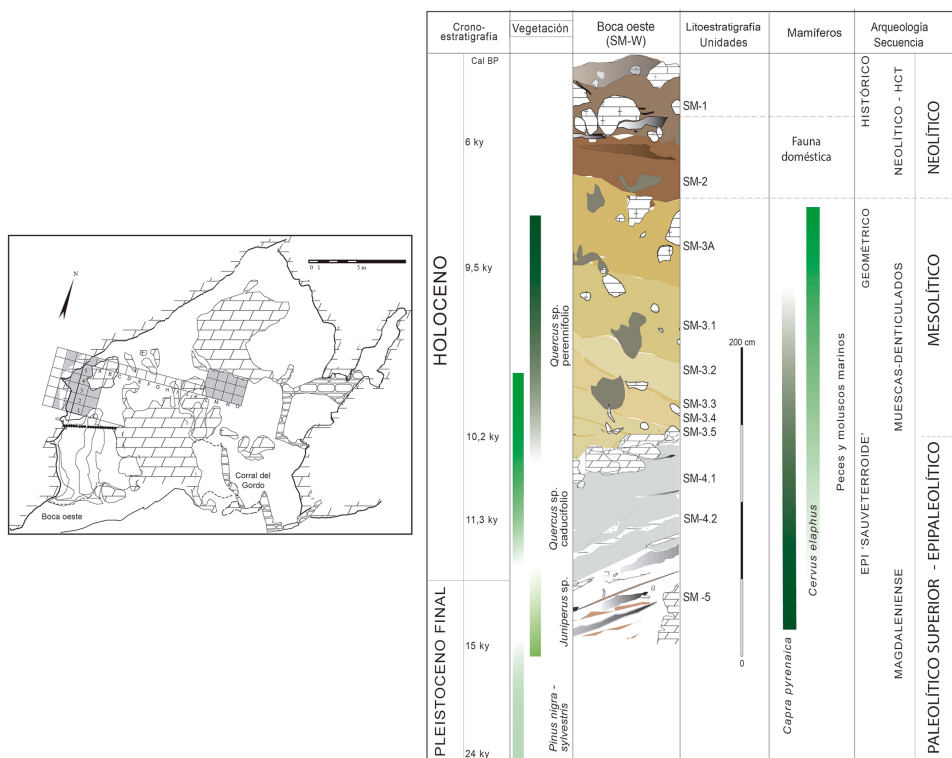 N
0 1 5 m
Boca oeste
Corral del
Gordo
Crono-
estratigrafía
Vegetación
Boca oeste
(SM-W)
Litoestratigrafía
Unidades
Mamíferos
Arqueología
Secuencia
Cal BP
6 ky
9,5 ky
10,2 ky
11,3 ky
15 ky
24 ky
HOLOCENO
PLEISTOCENO FINAL
Quercus sp.
perennifolio
Quercus sp.
caducifolio
Juniperus sp.
Pinus nigra -
sylvestris
SM-1
SM-2
SM-3A
SM-3.1
SM-3.2
SM-3.3
SM-3.4
SM-3.5
SM-4.1
SM-4.2
SM -5
200 cm
0
Fauna
doméstica
Capra pyrenaica
Cervus elaphus
Peces y moluscos marinos
HISTÓRICO
GEOMÉTRICO
EPI 'SAUVETERROIDE'
NEOLÍTICO - HCT
MUESCAS-DENTICULADOS
MAGDALENIENSE
NEOLÍTICO
MESOLÍTICO
PALEOLÍTICO SUPERIOR - EPIPALEOLÍTICO